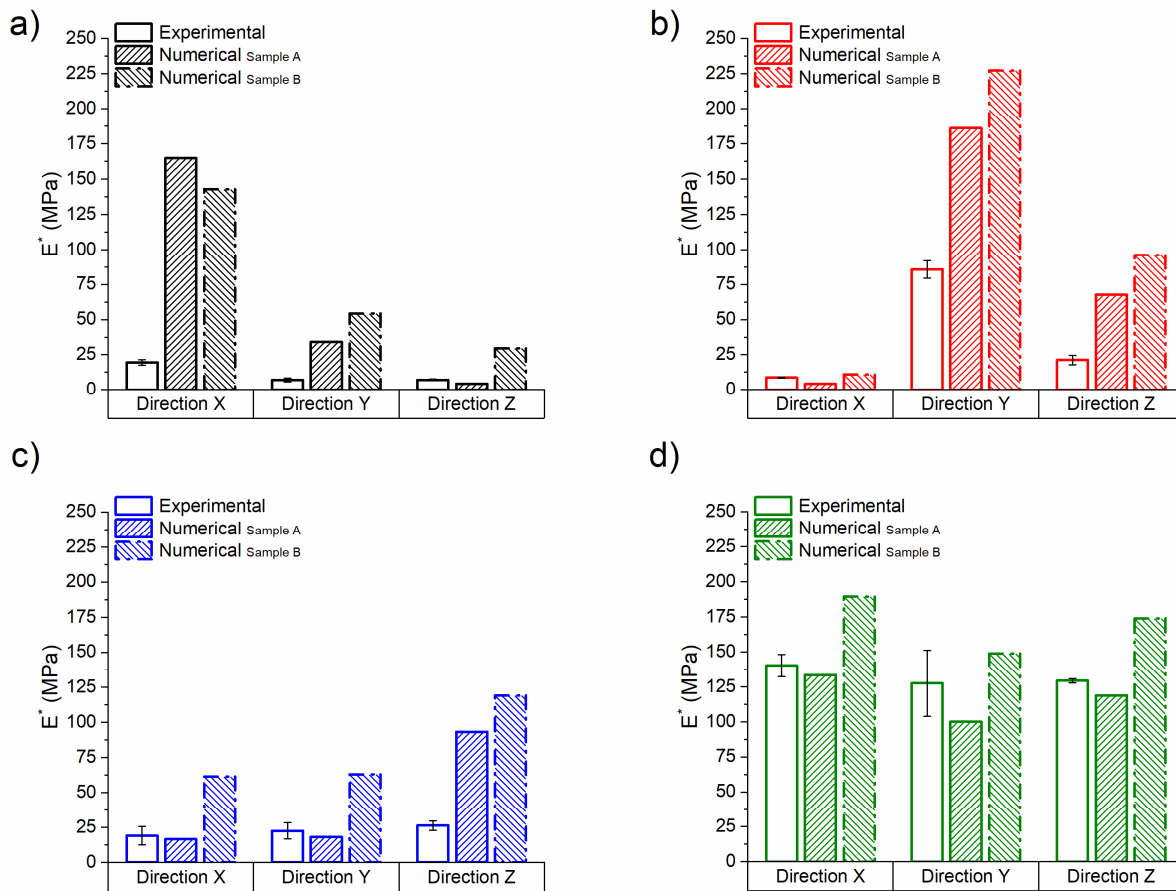 a)
Experimental
Numerical Sample A
Numerical Sample B
E* (MPa)
250
225
200
175
150
125
100
75
50
25
0
Direction X Direction Y Direction Z
b)
Experimental
Numerical Sample A
Numerical Sample B
E* (MPa)
250
225
200
175
150
125
100
75
50
25
0
Direction X Direction Y Direction Z
c)
Experimental
Numerical Sample A
Numerical Sample B
E* (MPa)
250
225
200
175
150
125
100
75
50
25
0
Direction X Direction Y Direction Z
d)
Experimental
Numerical Sample A
Numerical Sample B
E* (MPa)
250
225
200
175
150
125
100
75
50
25
0
Direction X Direction Y Direction Z